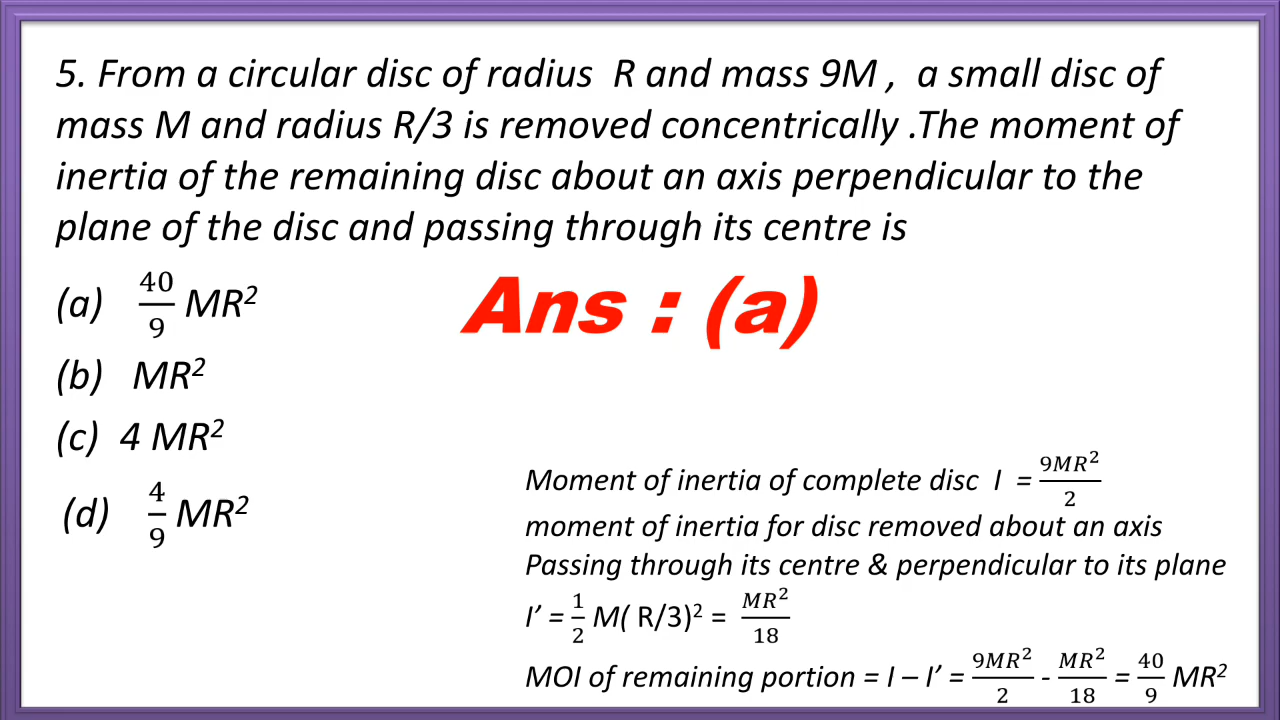 5. From a circular disc of radius R and mass 9M , a small disc of
mass M and radius R/3 is removed concentrically .The moment of
inertia of the remaining disc about an axis perpendicular to the
plane of the disc and passing through its centre is
(a) 40/9 MR²
Ans : (a)
(b) MR²
(c) 4 MR²
(d) 4/9 MR²
Moment of inertia of complete disc I = 9MR²/2
moment of inertia for disc removed about an axis
Passing through its centre & perpendicular to its plane
I’ = 1/2 M( R/3)² = MR²/18
MOI of remaining portion = I – I’ = 9MR²/2 - MR²/18 = 40/9 MR²